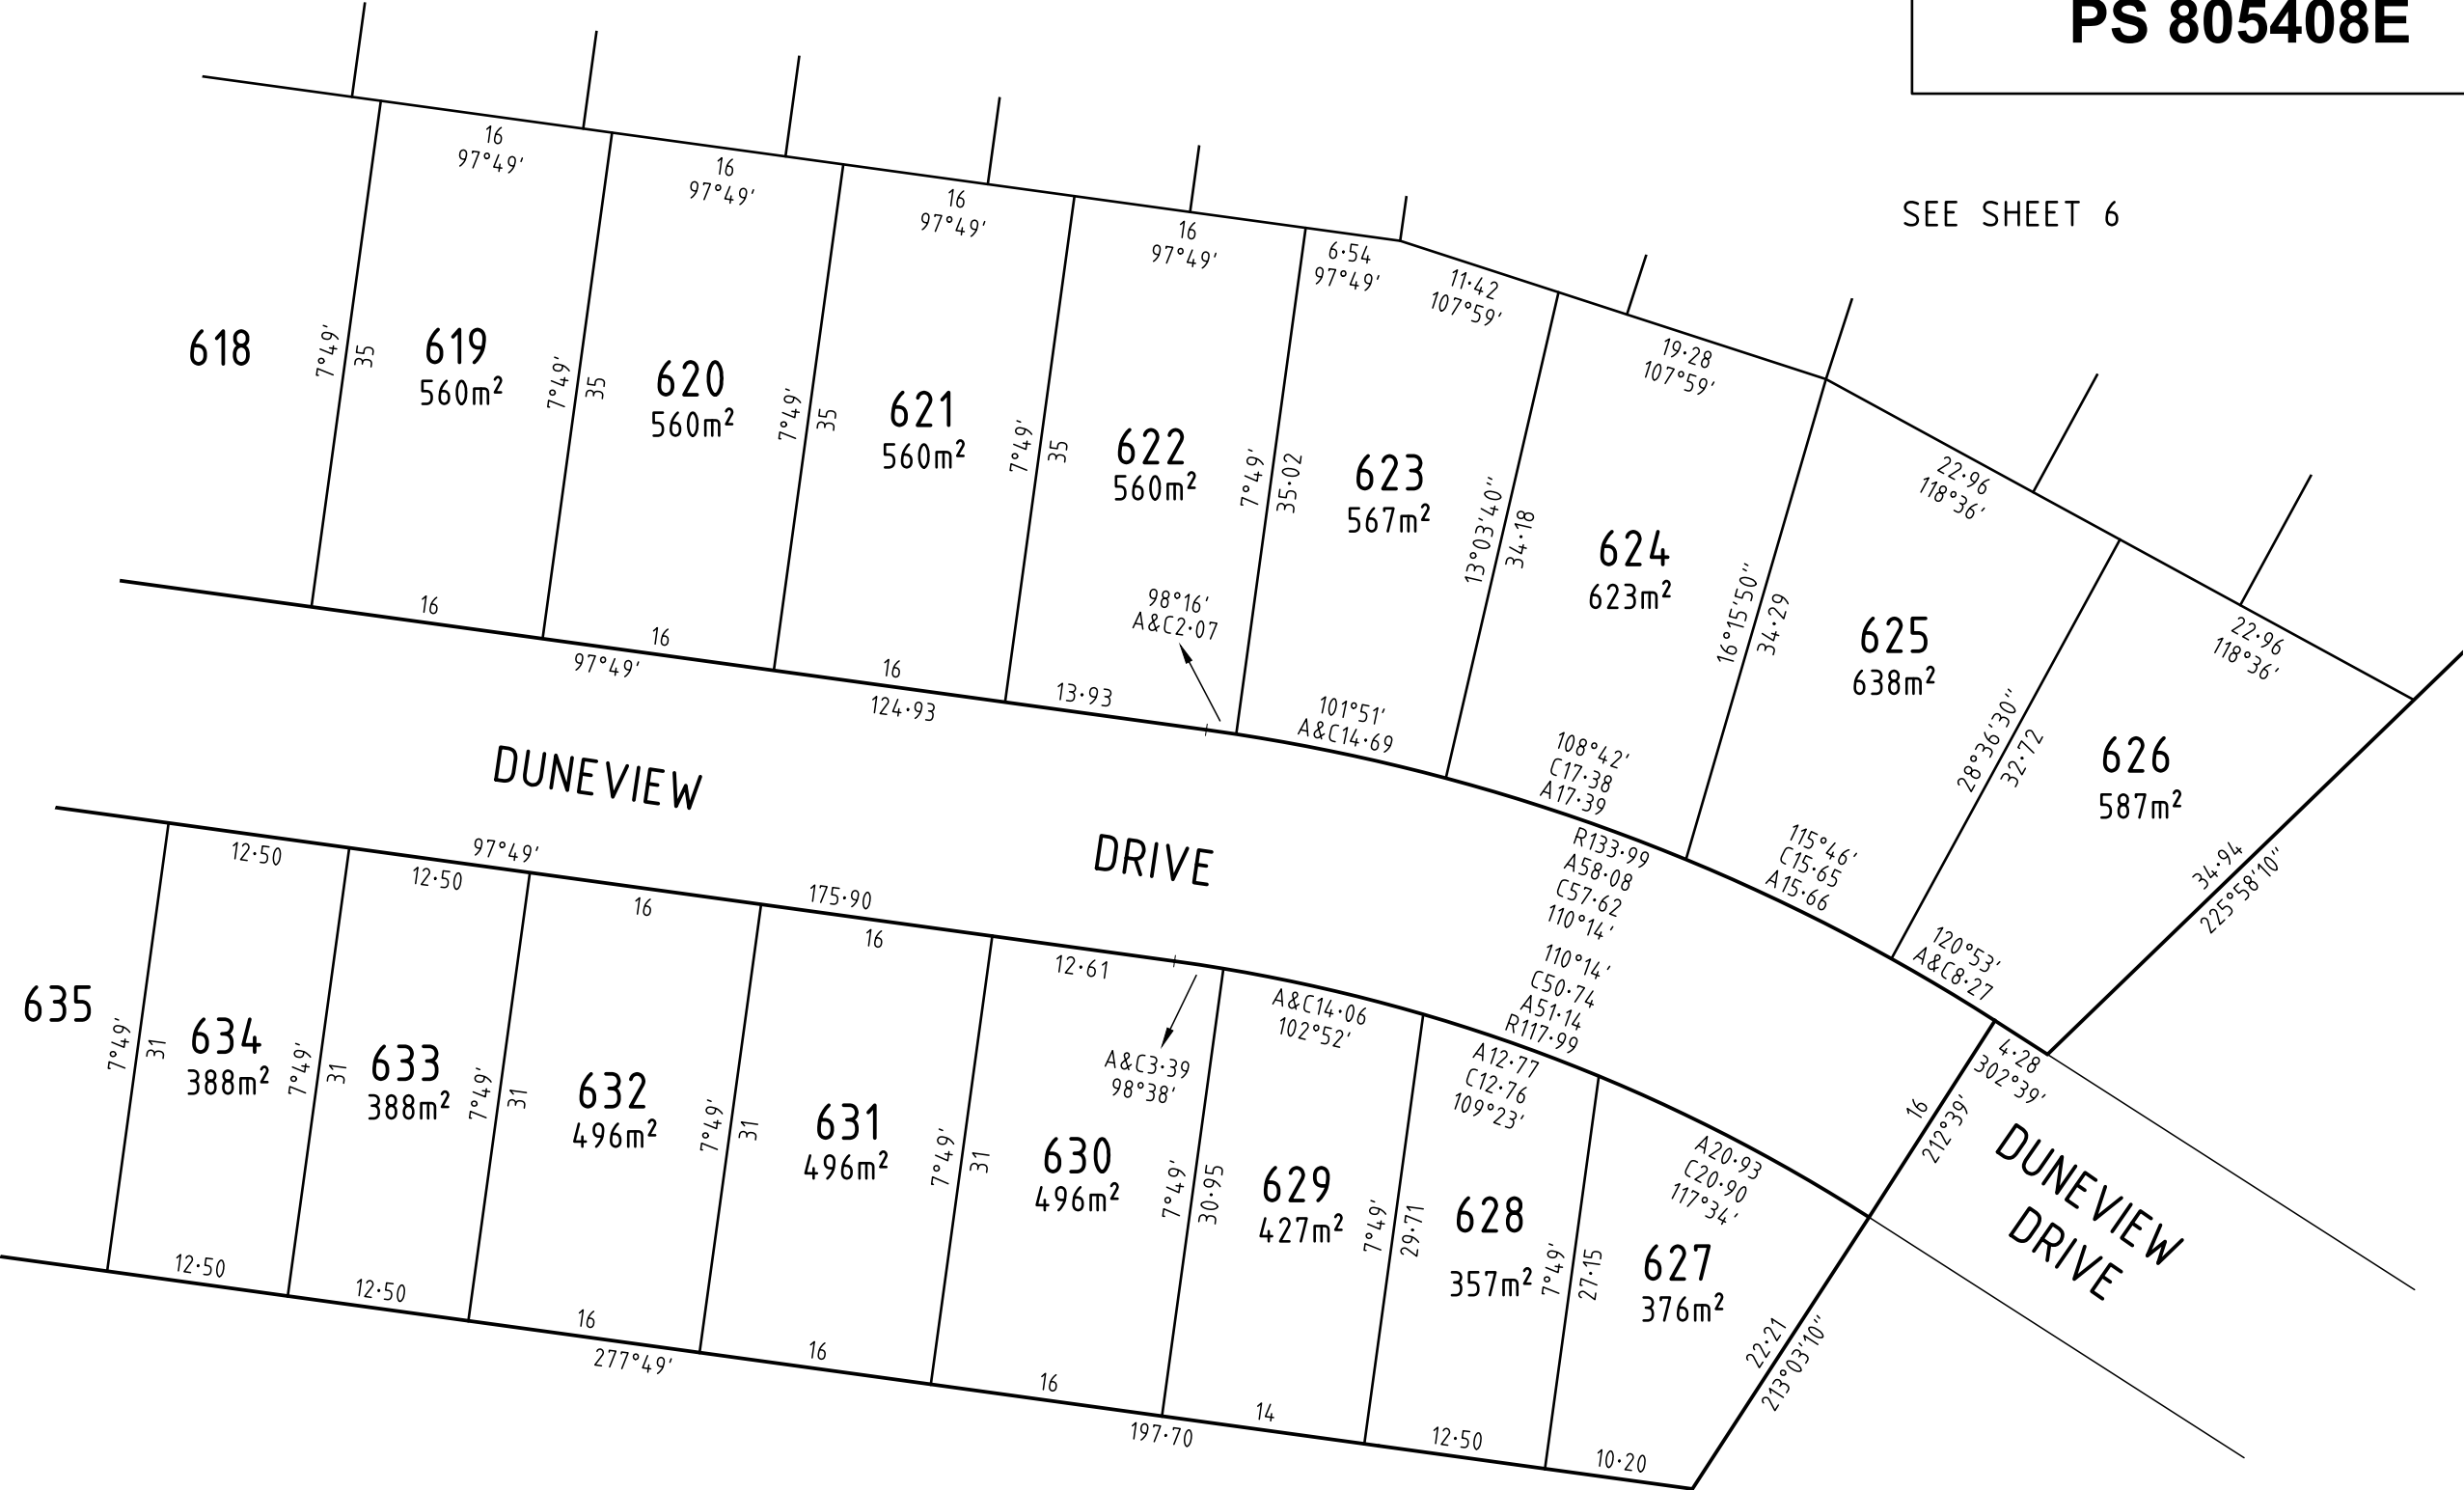 PS 805408E
SEE SHEET 6
16
97°49'
16
97°49'
16
97°49'
16
97°49'
6·54
97°49'
11·42
107°59'
19·28
107°59'
22·96
118°36'
22·96
118°36'
618
7°49'
35
619
560m²
7°49'
35
620
560m²
7°49'
35
621
560m²
7°49'
35
622
560m²
7°49'
35·02
623
567m²
13°03'40"
34·18
624
623m²
16°15'50"
34·29
625
638m²
28°36'30"
32·72
626
587m²
34·94
225°58'10"
16
16
97°49'
16
124·93
13·93
98°16'
A&C2·07
101°51'
A&C14·69
108°42'
C17·38
A17·39
115°46'
C15·65
A15·66
120°53'
A&C8·27
R133·99
A58·08
C57·62
110°14'
110°14'
C50·74
A51·14
R117·99
DUNEVIEW
DRIVE
4·28
302°39'
16
212°39'
DUNEVIEW
DRIVE
12·50
97°49'
12·50
16
175·90
16
12·61
A&C3·39
98°38'
A&C14·06
102°52'
A12·77
C12·76
109°23'
A20·93
C20·90
117°34'
635
7°49'
31
634
388m²
7°49'
31
633
388m²
7°49'
31
632
496m²
7°49'
31
631
496m²
7°49'
31
630
496m²
7°49'
30·95
629
427m²
7°49'
29·71
628
357m²
7°49'
27·15
627
376m²
22·21
213°03'10"
12·50
12·50
16
277°49'
16
16
197·70
14
12·50
10·20